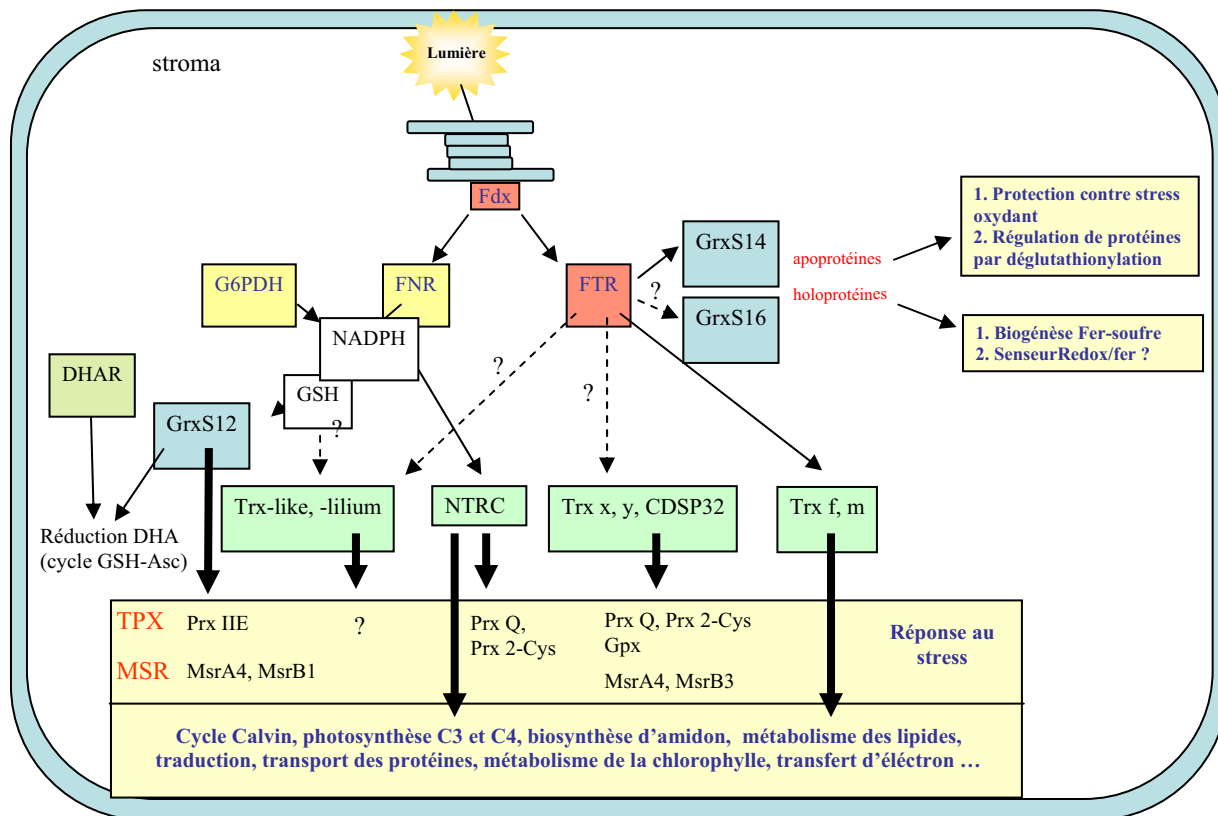 Lumière
stroma
Fdx
1. Protection contre stress
oxydant
2. Régulation de protéines
par déglutathionylation
GrxS14
apoprotéines
G6PDH
FNR
FTR
?
holoprotéines
GrxS16
NADPH
1. Biogénèse Fer-soufre
2. SenseurRedox/fer ?
DHAR
?
?
GSH
GrxS12
?
Trx-like, -lilium
NTRC
Trx x, y, CDSP32
Trx f, m
Réduction DHA
(cycle GSH-Asc)
TPX
Prx IIE
?
Prx Q,
Prx 2-Cys
Prx Q, Prx 2-Cys
Gpx
Réponse au
stress
MSR
MsrA4, MsrB1
MsrA4, MsrB3
Cycle Calvin, photosynthèse C3 et C4, biosynthèse d'amidon, métabolisme des lipides,
traduction, transport des protéines, métabolisme de la chlorophylle, transfert d'éléctron …